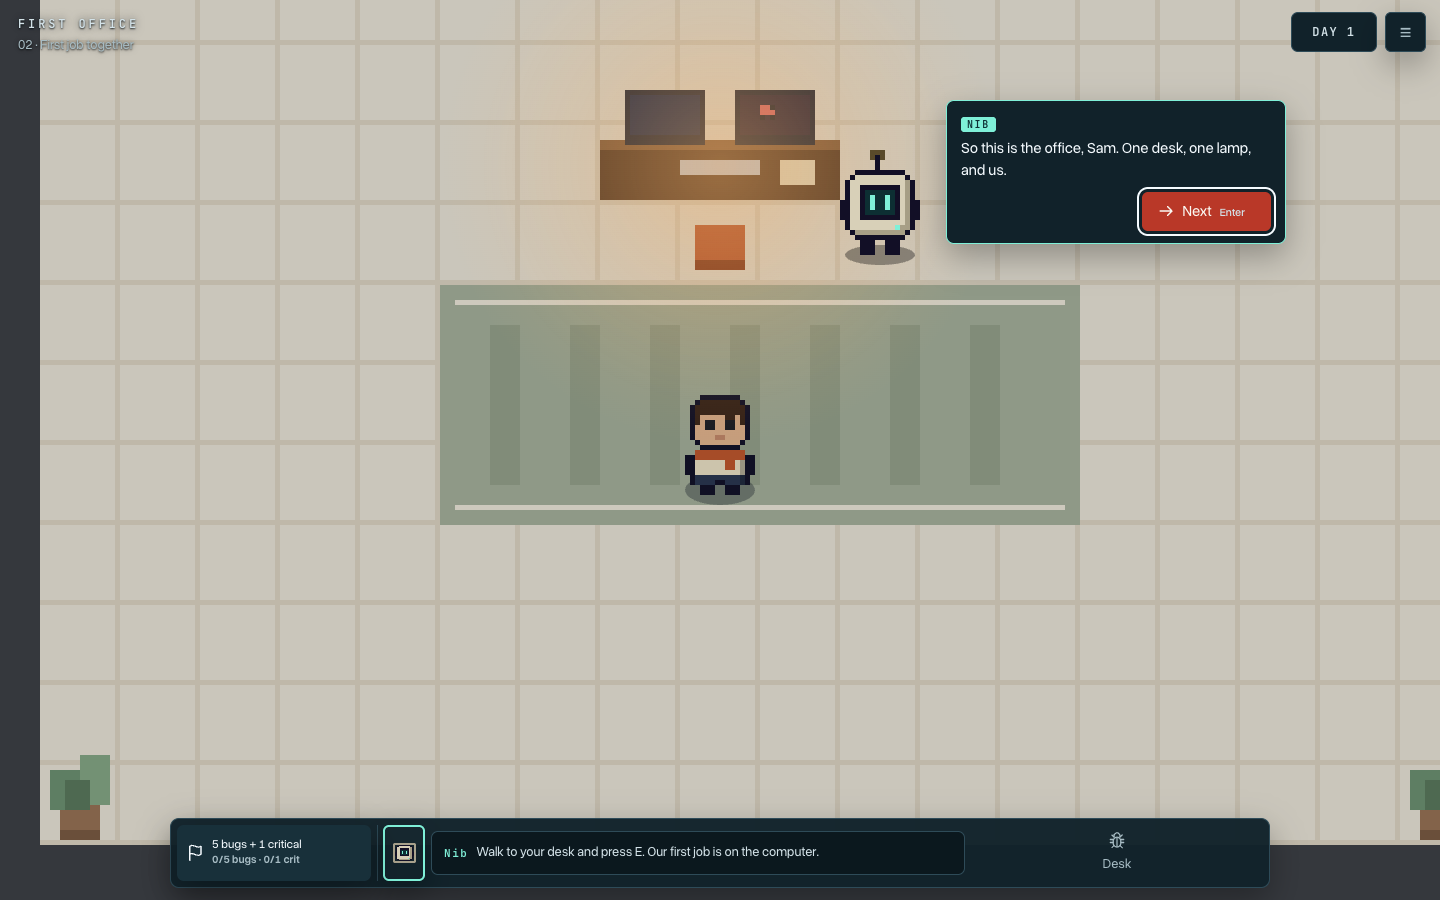 FIRST OFFICE
02 · First job together
DAY 1
NIB
So this is the office, Sam. One desk, one lamp,
and us.
Next Enter
5 bugs + 1 critical
0/5 bugs · 0/1 crit
Nib Walk to your desk and press E. Our first job is on the computer.
Desk